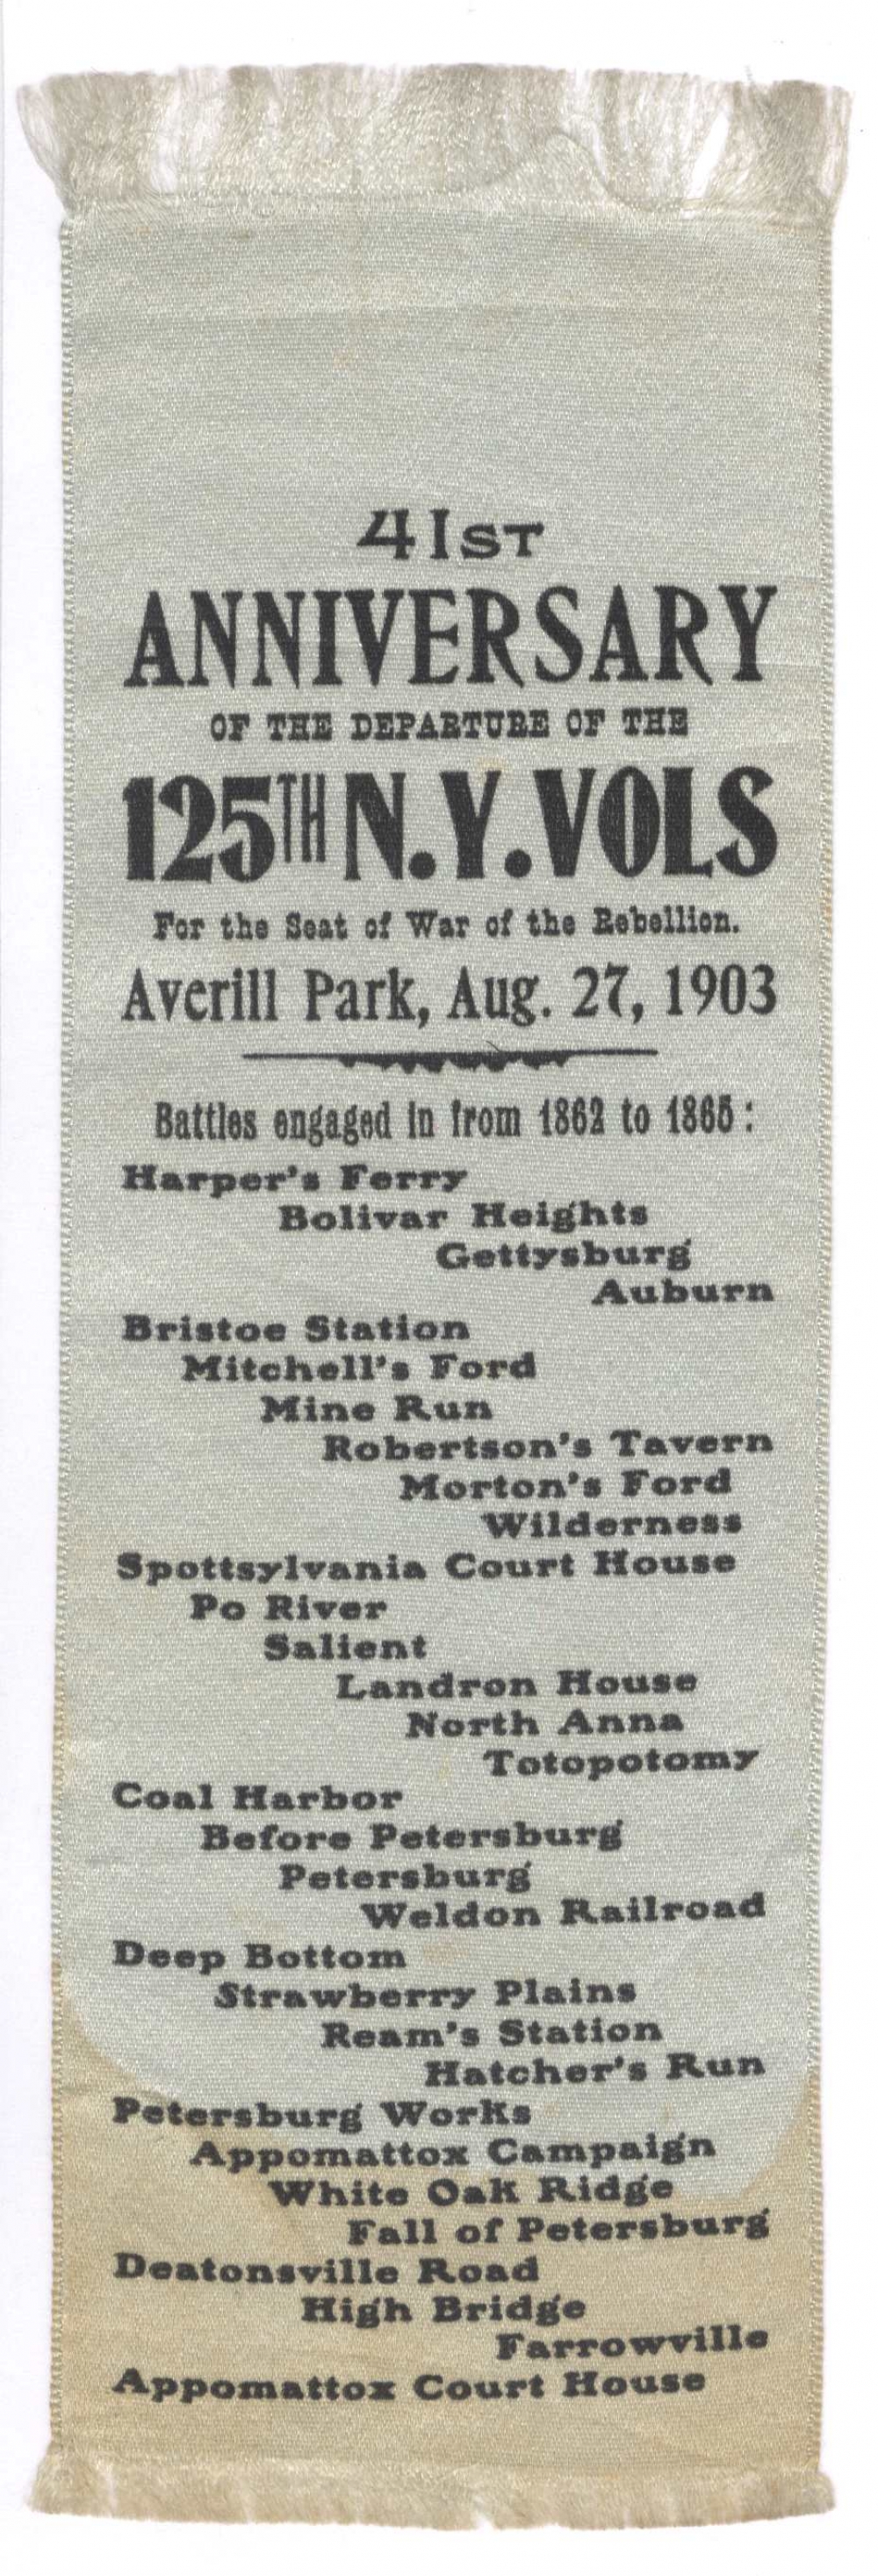 41ST
ANNIVERSARY
OF THE DEPARTURE OF THE
125TH N.Y. VOLS
For the Seat of War of the Rebellion.
Averill Park, Aug. 27, 1903
Battles engaged in from 1862 to 1865:
Harper's Ferry
Bolivar Heights
Gettysburg
Auburn
Bristoe Station
Mitchell's Ford
Mine Run
Robertson's Tavern
Morton's Ford
Wilderness
Spottsylvania Court House
Po River
Salient
Landron House
North Anna
Totopotomy
Coal Harbor
Before Petersburg
Petersburg
Weldon Railroad
Deep Bottom
Strawberry Plains
Ream's Station
Hatcher's Run
Petersburg Works
Appomattox Campaign
White Oak Ridge
Fall of Petersburg
Deatonsville Road
High Bridge
Farrowville
Appomattox Court House